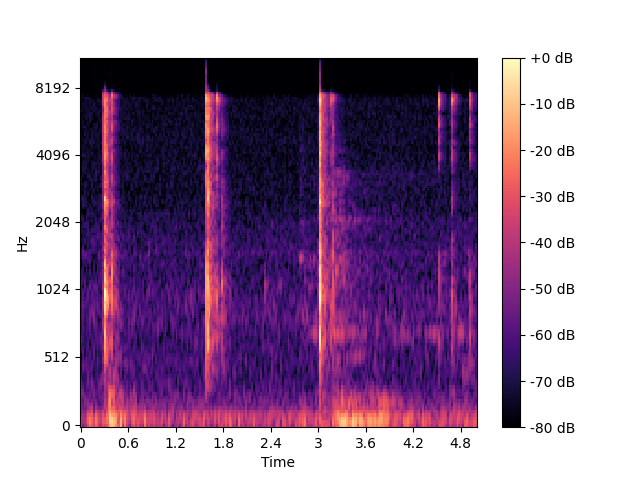 8192
4096
2048
1024
512
0
Hz
0 0.6 1.2 1.8 2.4 3 3.6 4.2 4.8
Time
+0 dB
-10 dB
-20 dB
-30 dB
-40 dB
-50 dB
-60 dB
-70 dB
-80 dB